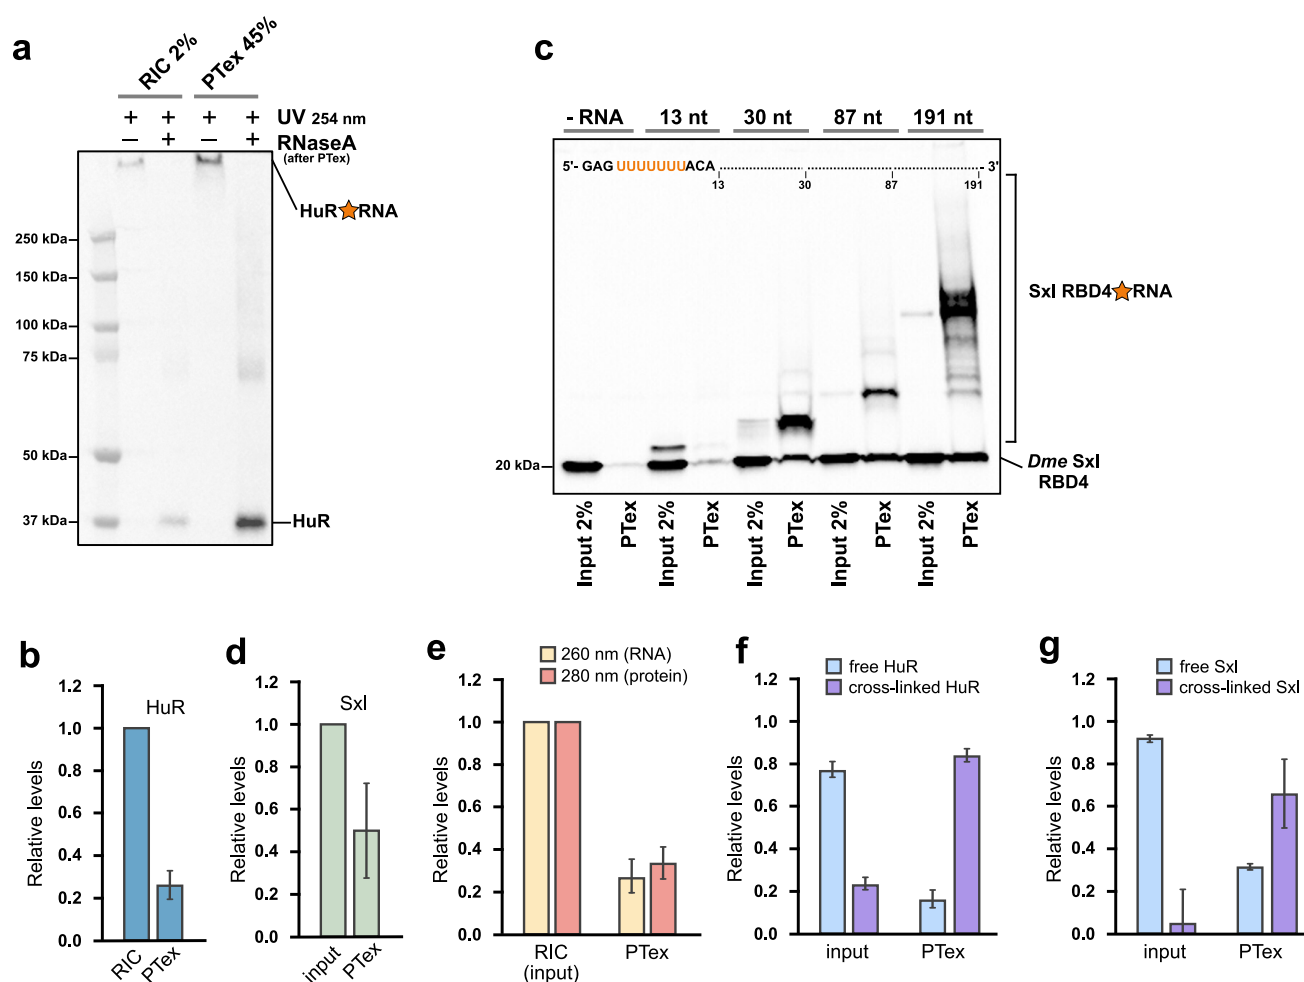 a
RIC 2%
PTex 45%
+ + + + UV 254 nm
– + – + RNaseA
(after PTex)
HuR RNA
250 kDa
150 kDa
100 kDa
75 kDa
50 kDa
37 kDa
HuR
c
- RNA 13 nt 30 nt 87 nt 191 nt
5'- GAG UUUUUUUACA 3'
13 30 87 191
Sxl RBD4 RNA
20 kDa
Dme Sxl
RBD4
Input 2%
PTex
Input 2%
PTex
Input 2%
PTex
Input 2%
PTex
Input 2%
PTex
b
HuR
Relative levels
1.2
1.0
0.8
0.6
0.4
0.2
0.0
RIC
PTex
d
Sxl
Relative levels
1.2
1.0
0.8
0.6
0.4
0.2
0.0
input
PTex
e
260 nm (RNA)
280 nm (protein)
Relative levels
1.2
1.0
0.8
0.6
0.4
0.2
0.0
RIC
(input)
PTex
f
free HuR
cross-linked HuR
Relative levels
1.2
1.0
0.8
0.6
0.4
0.2
0.0
input PTex
g
free Sxl
cross-linked Sxl
Relative levels
1.2
1.0
0.8
0.6
0.4
0.2
0.0
input PTex